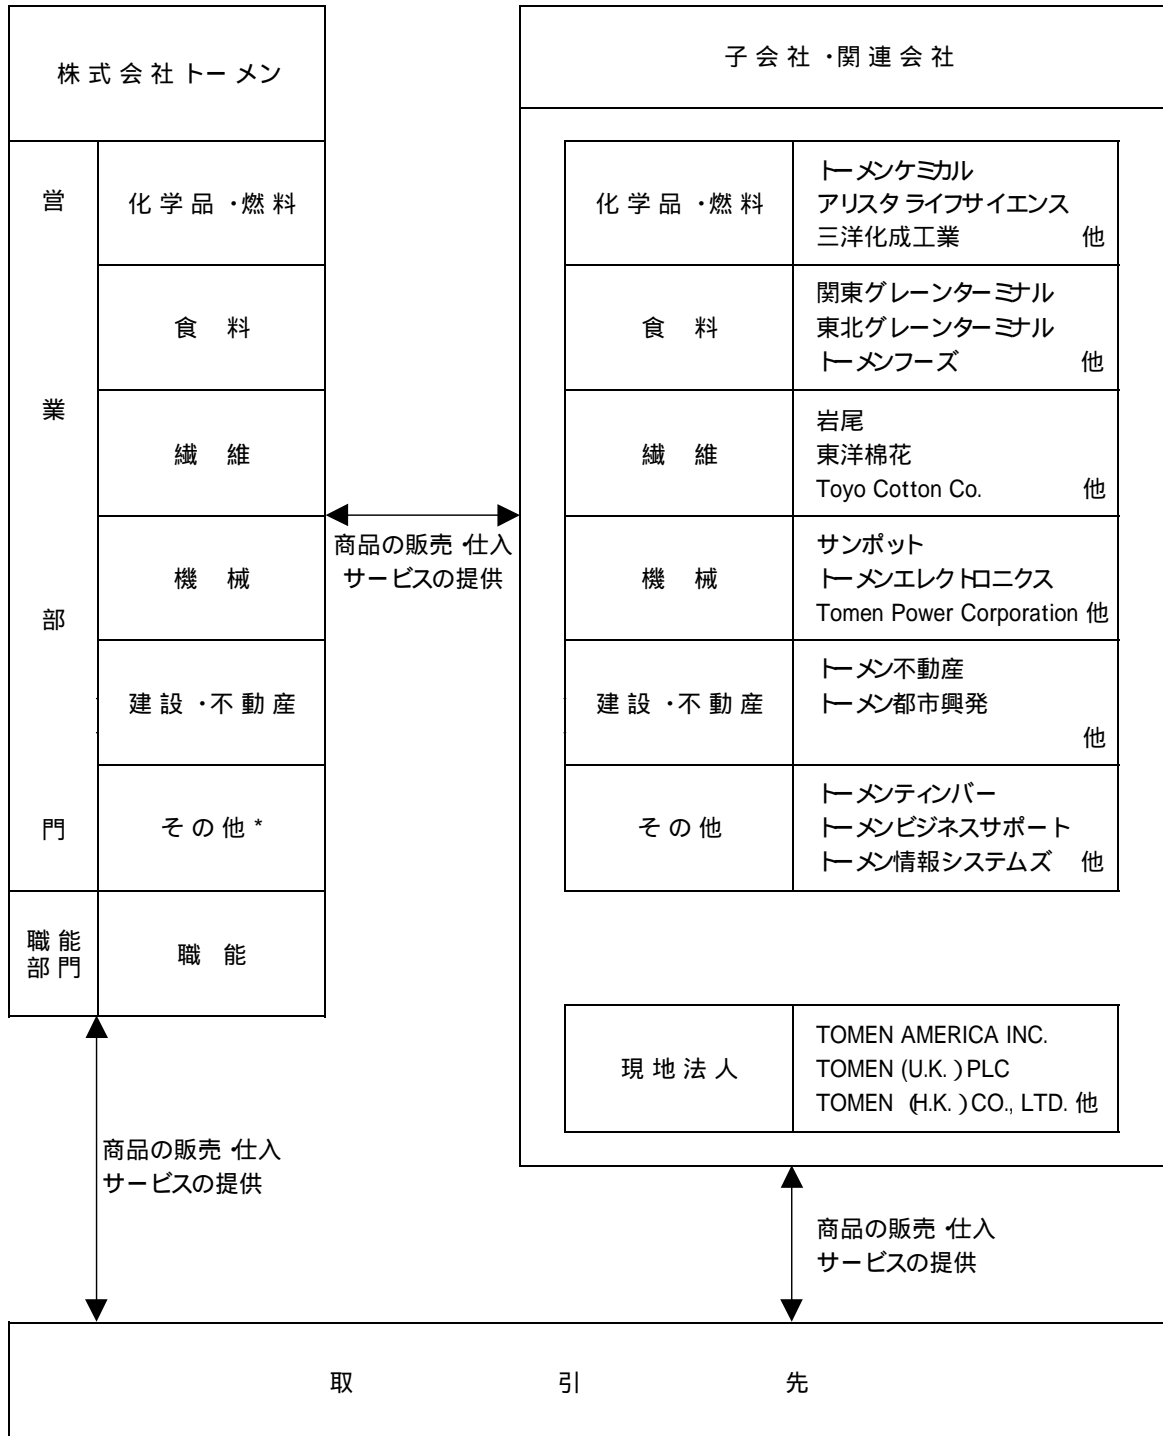 株式会社トーメン
営業部門
化学品・燃料
食料
繊維
機械
建設・不動産
その他*
職能
部門
職能
商品の販売・仕入
サービスの提供
子会社・関連会社
化学品・燃料
トーメンケミカル
アリスタ ライフサイエンス
三洋化成工業 他
食料
関東グレーンターミナル
東北グレーンターミナル
トーメンフーズ 他
繊維
岩尾
東洋棉花
Toyo Cotton Co. 他
機械
サンポット
トーメンエレクトロニクス
Tomen Power Corporation 他
建設・不動産
トーメン不動産
トーメン都市興発
他
その他
トーメンティンバー
トーメンビジネスサポート
トーメン情報システムズ 他
現地法人
TOMEN AMERICA INC.
TOMEN (U.K.) PLC
TOMEN (H.K.) CO., LTD. 他
商品の販売・仕入
サービスの提供
商品の販売・仕入
サービスの提供
取引先